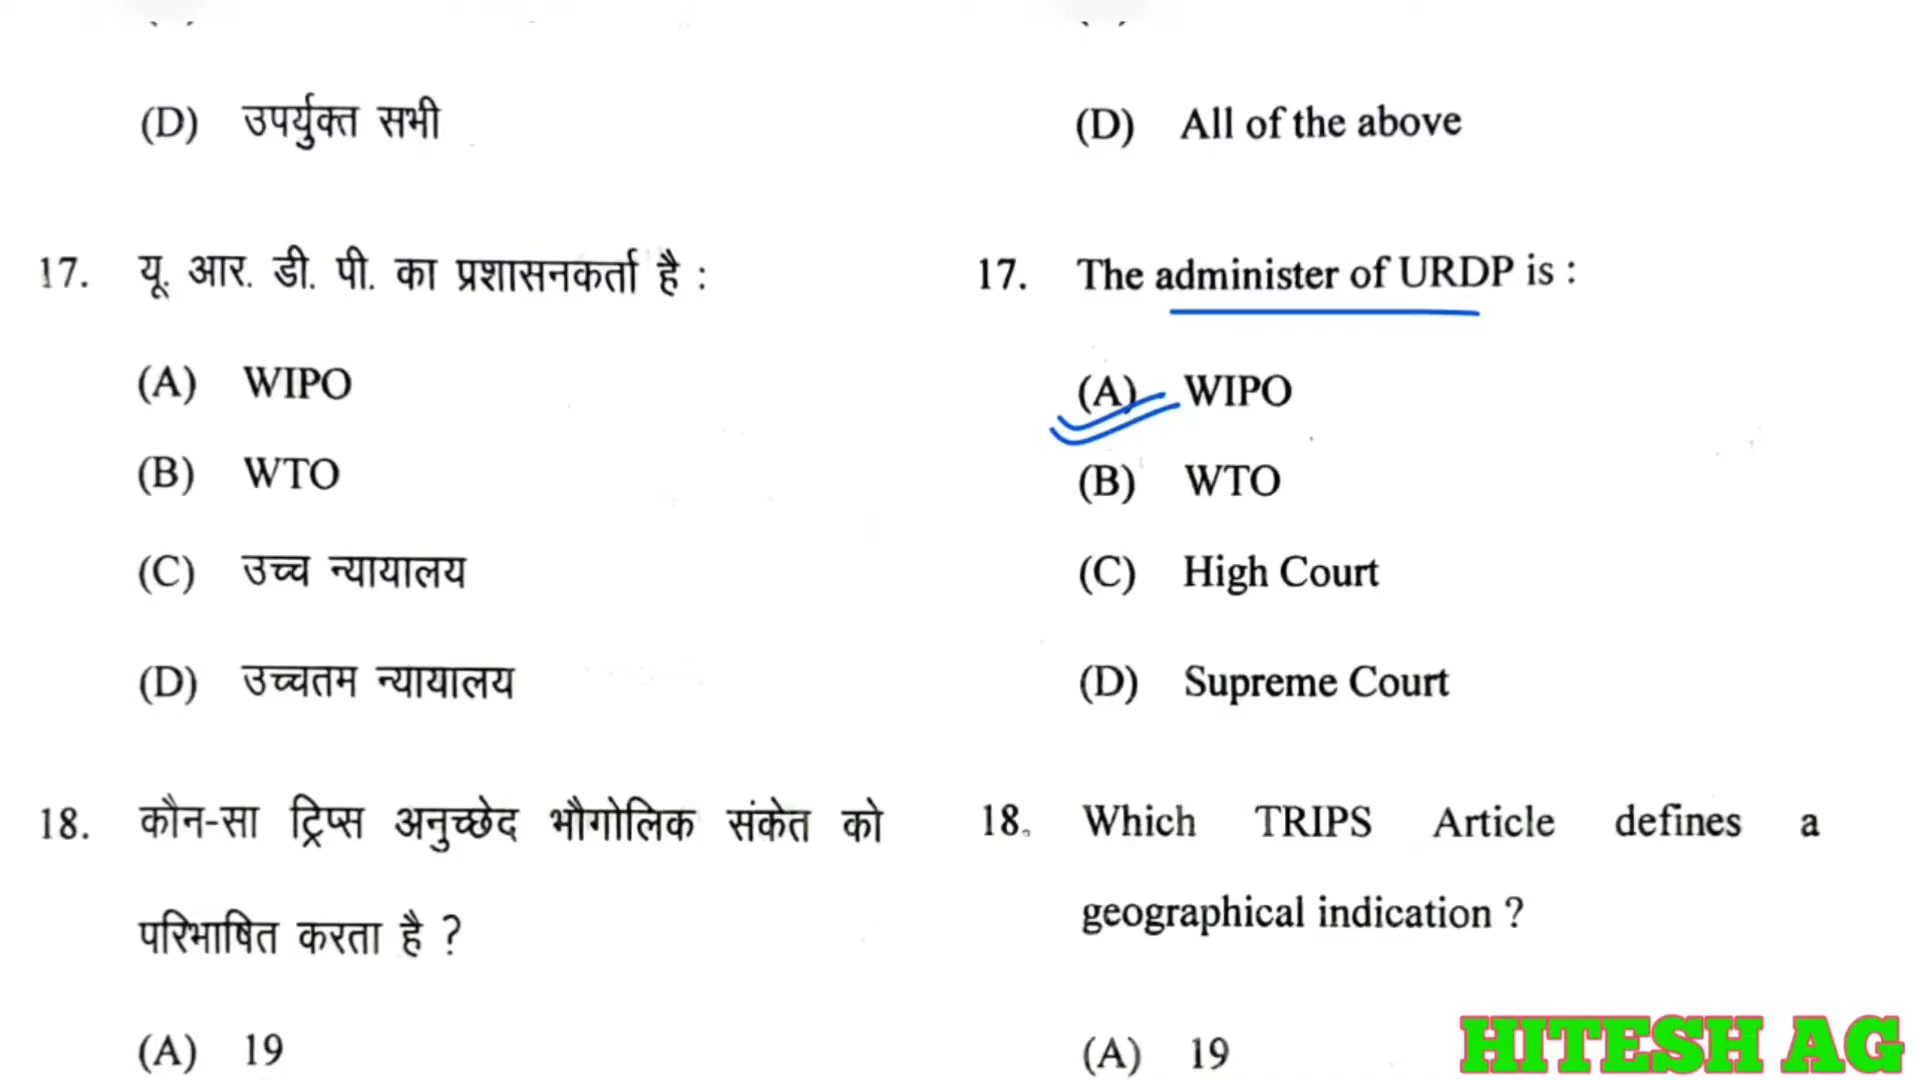 (D) उपर्युक्त सभी
17. यू. आर. डी. पी. का प्रशासनकर्ता है :
(A) WIPO
(B) WTO
(C) उच्च न्यायालय
(D) उच्चतम न्यायालय
18. कौन-सा ट्रिप्स अनुच्छेद भौगोलिक संकेत को
परिभाषित करता है ?
(A) 19
(D) All of the above
17. The administer of URDP is :
(A) WIPO
(B) WTO
(C) High Court
(D) Supreme Court
18. Which TRIPS Article defines a
geographical indication ?
(A) 19
HITESH AG